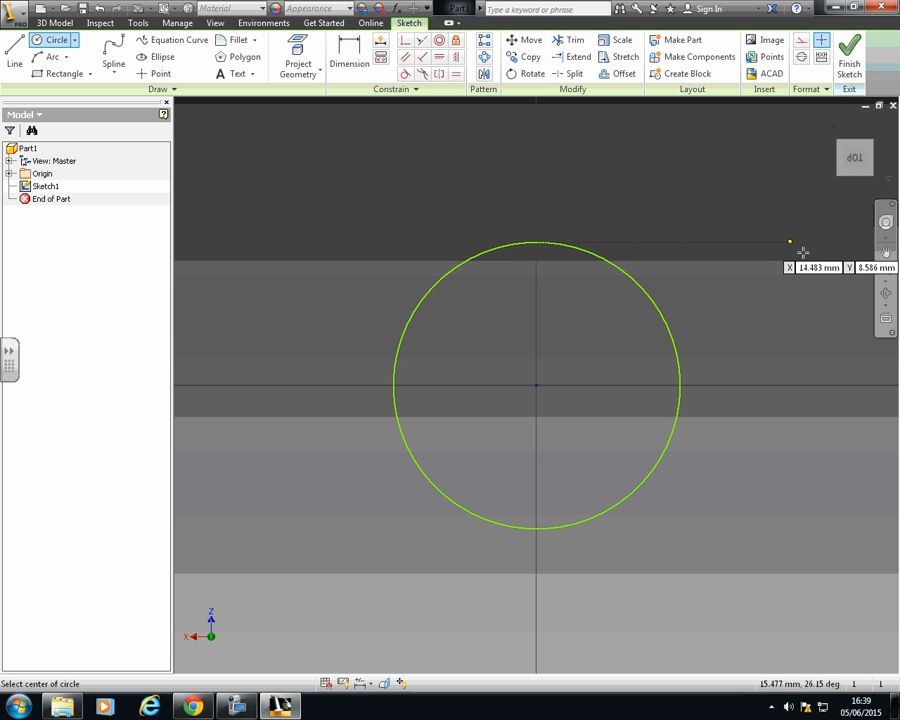 Material
Appearance
Part1
Type a keyword or phrase
Sign In
PRO
3D Model Inspect Tools Manage View Environments Get Started Online Sketch
Line
Circle
Arc
Rectangle
Spline
Equation Curve
Ellipse
Point
Fillet
Polygon
Text
Project
Geometry
Dimension
Pattern
Move
Copy
Rotate
Trim
Extend
Split
Scale
Stretch
Offset
Make Part
Make Components
Create Block
Image
Points
ACAD
Finish
Sketch
Draw
Constrain
Modify
Layout
Insert
Format
Exit
Model
Part1
View: Master
Origin
Sketch1
End of Part
TOP
X 14.483 mm Y 8.586 mm
Z
X
Select center of circle
15.477 mm, 26.15 deg 1 1
16:39
05/06/2015